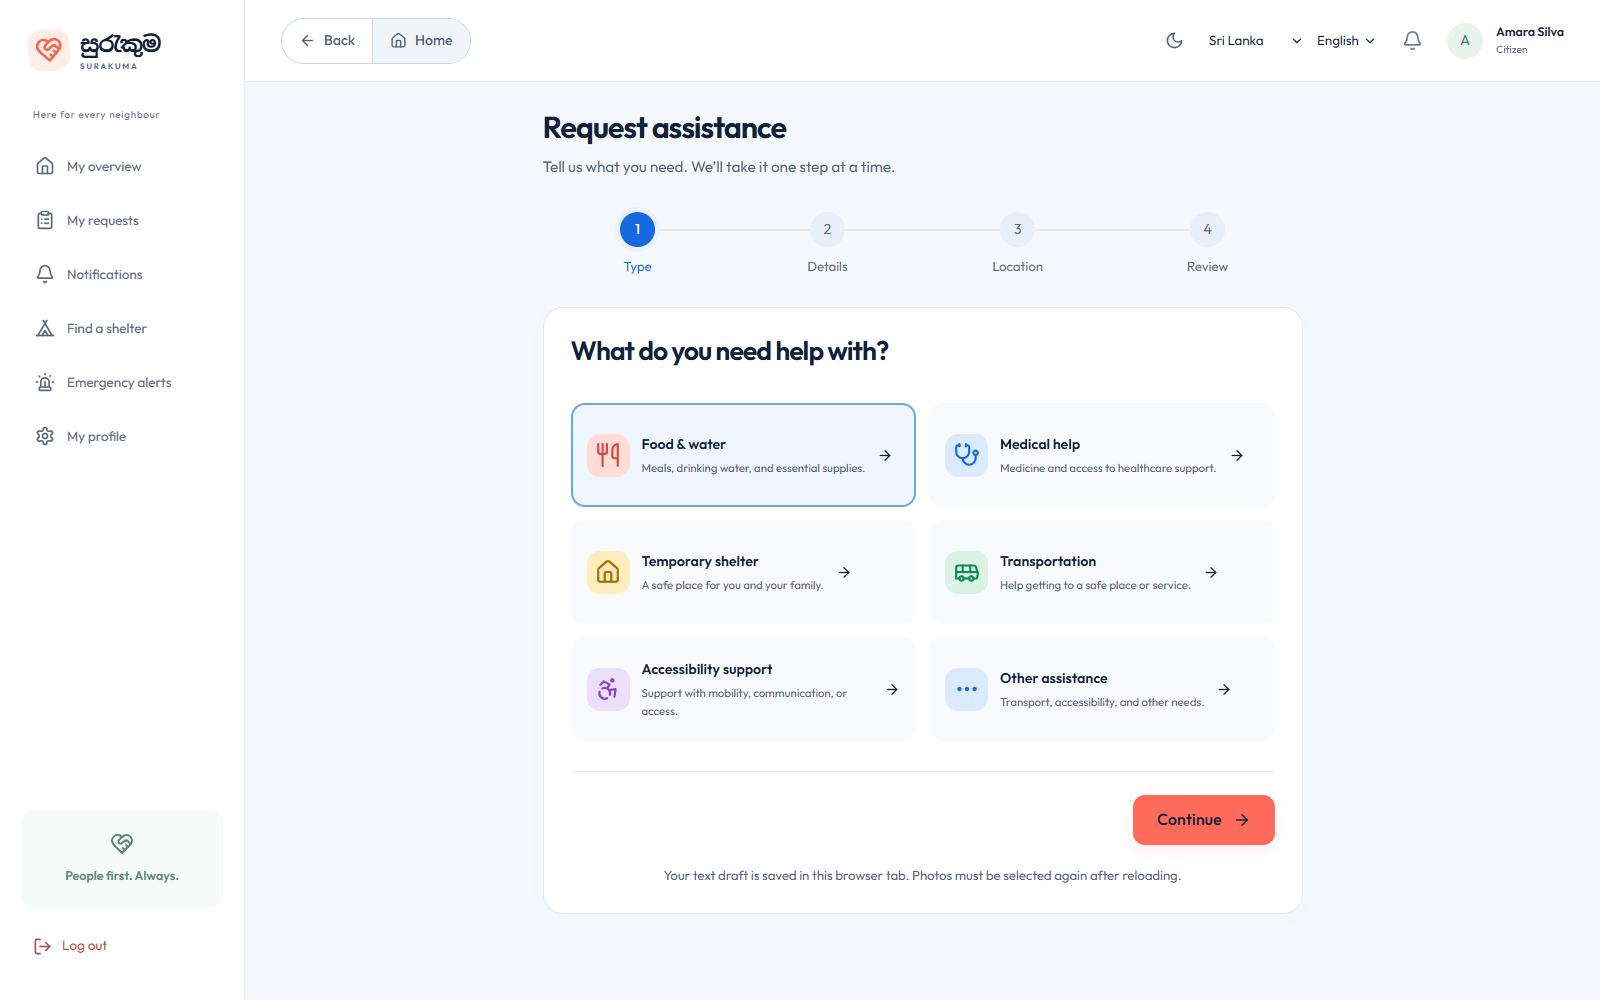 සුරැකුම
SURAKUMA
Here for every neighbour
My overview
My requests
Notifications
Find a shelter
Emergency alerts
My profile
People first. Always.
Log out
Back
Home
Sri Lanka
English
A
Amara Silva
Citizen
Request assistance
Tell us what you need. We’ll take it one step at a time.
1
2
3
4
Type
Details
Location
Review
What do you need help with?
Food & water
Meals, drinking water, and essential supplies.
Medical help
Medicine and access to healthcare support.
Temporary shelter
A safe place for you and your family.
Transportation
Help getting to a safe place or service.
Accessibility support
Support with mobility, communication, or
access.
Other assistance
Transport, accessibility, and other needs.
Continue
Your text draft is saved in this browser tab. Photos must be selected again after reloading.